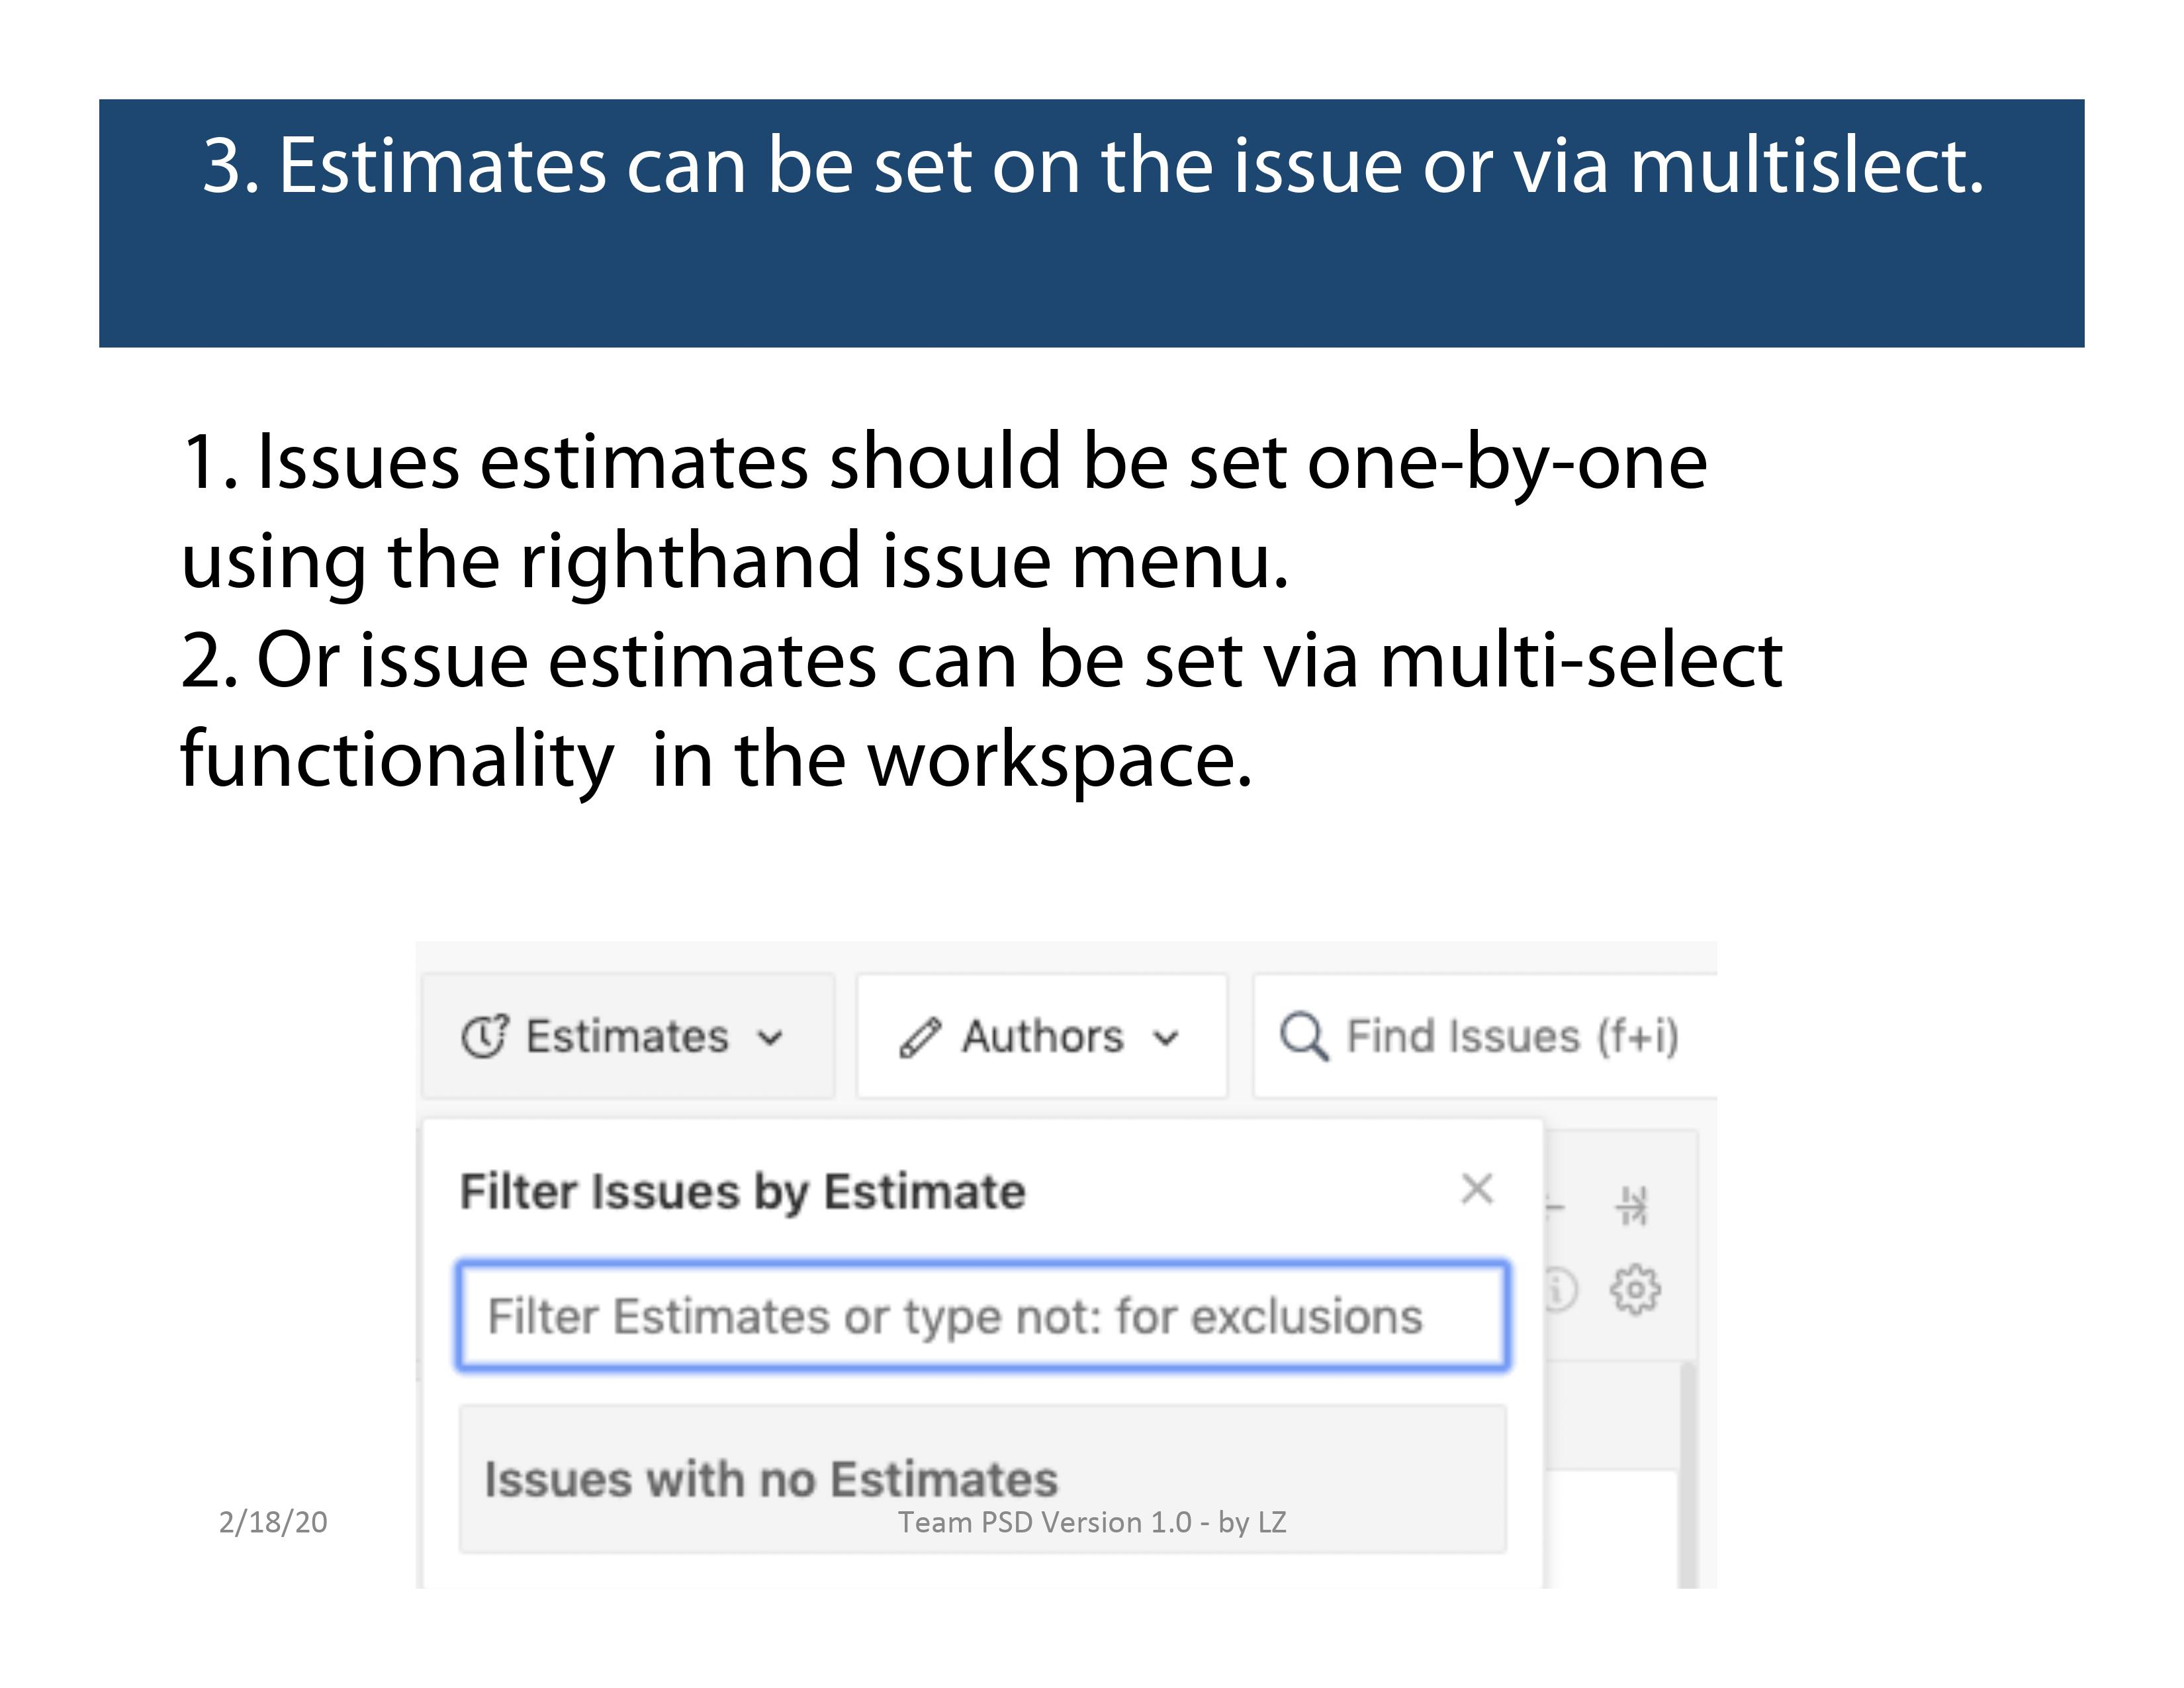 3. Estimates can be set on the issue or via multislect.
1. Issues estimates should be set one-by-one
using the righthand issue menu.
2. Or issue estimates can be set via multi-select
functionality  in the workspace.
Estimates
Authors
Find Issues (f+i)
Filter Issues by Estimate
Filter Estimates or type not: for exclusions
Issues with no Estimates
2/18/20
Team PSD Version 1.0 - by LZ